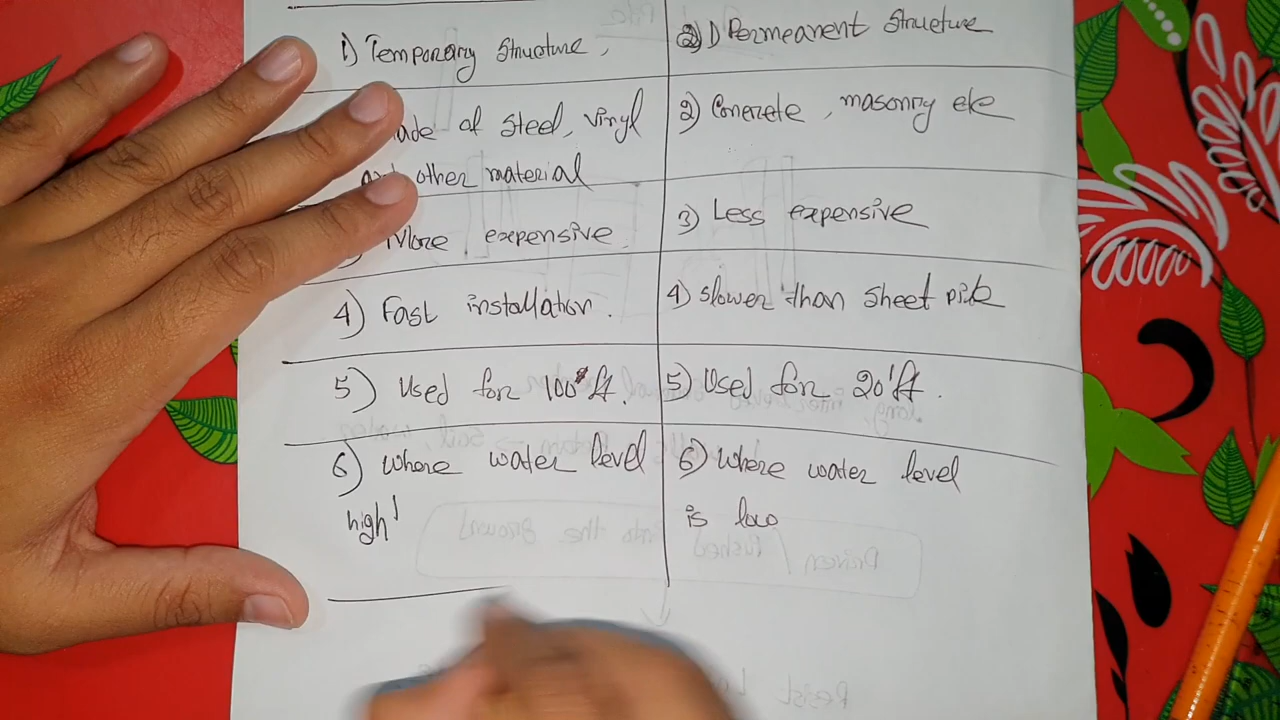 1) Temporary Structure,
2) 1) Permeanent Structure
ade of Steel, Vinyl
other material
2) Concrete, masonry etc
More expensive.
3) Less expensive
4) Fast installation.
4) Slower than Sheet pile
5) Used for 100 ft.
5) Used for 20' ft.
6) Where water level
high!
6) Where water level
is low